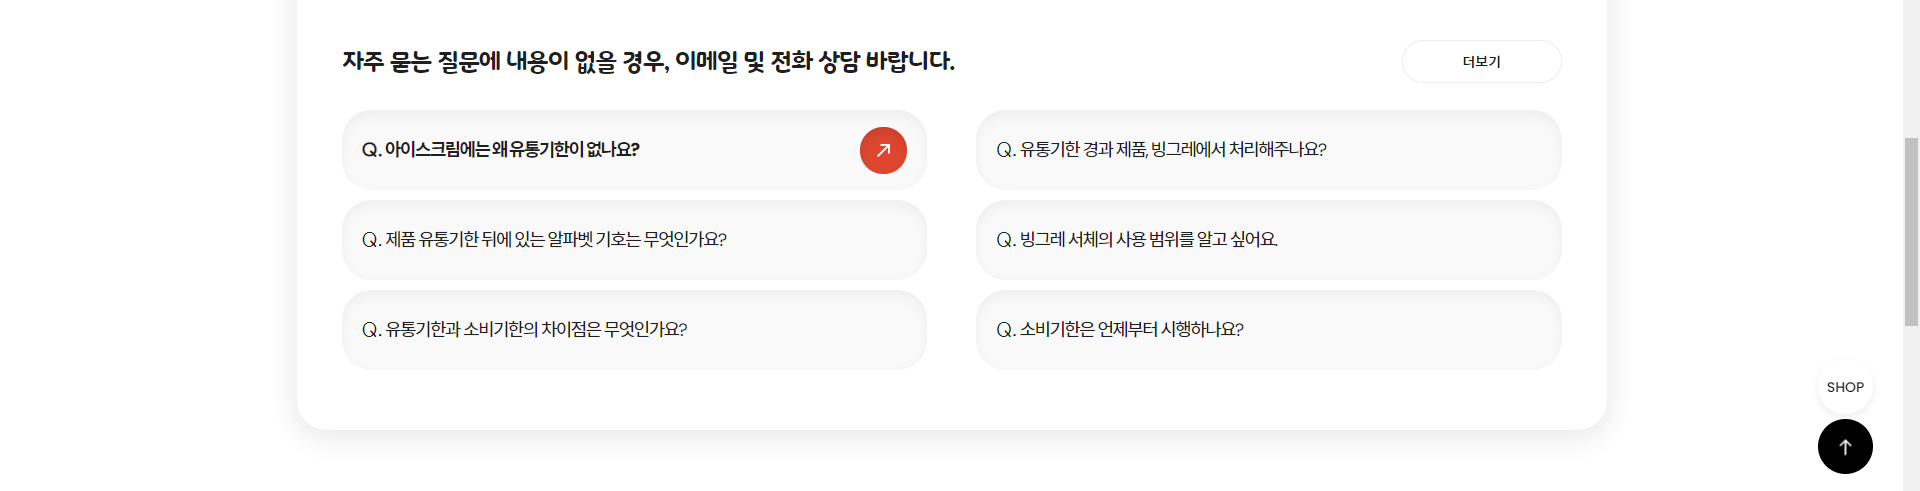 자주 묻는 질문에 내용이 없을 경우, 이메일 및 전화 상담 바랍니다.
더보기
Q. 아이스크림에는 왜 유통기한이 없나요?
Q. 유통기한 경과 제품, 빙그레에서 처리해주나요?
Q. 제품 유통기한 뒤에 있는 알파벳 기호는 무엇인가요?
Q. 빙그레 서체의 사용 범위를 알고 싶어요.
Q. 유통기한과 소비기한의 차이점은 무엇인가요?
Q. 소비기한은 언제부터 시행하나요?
SHOP